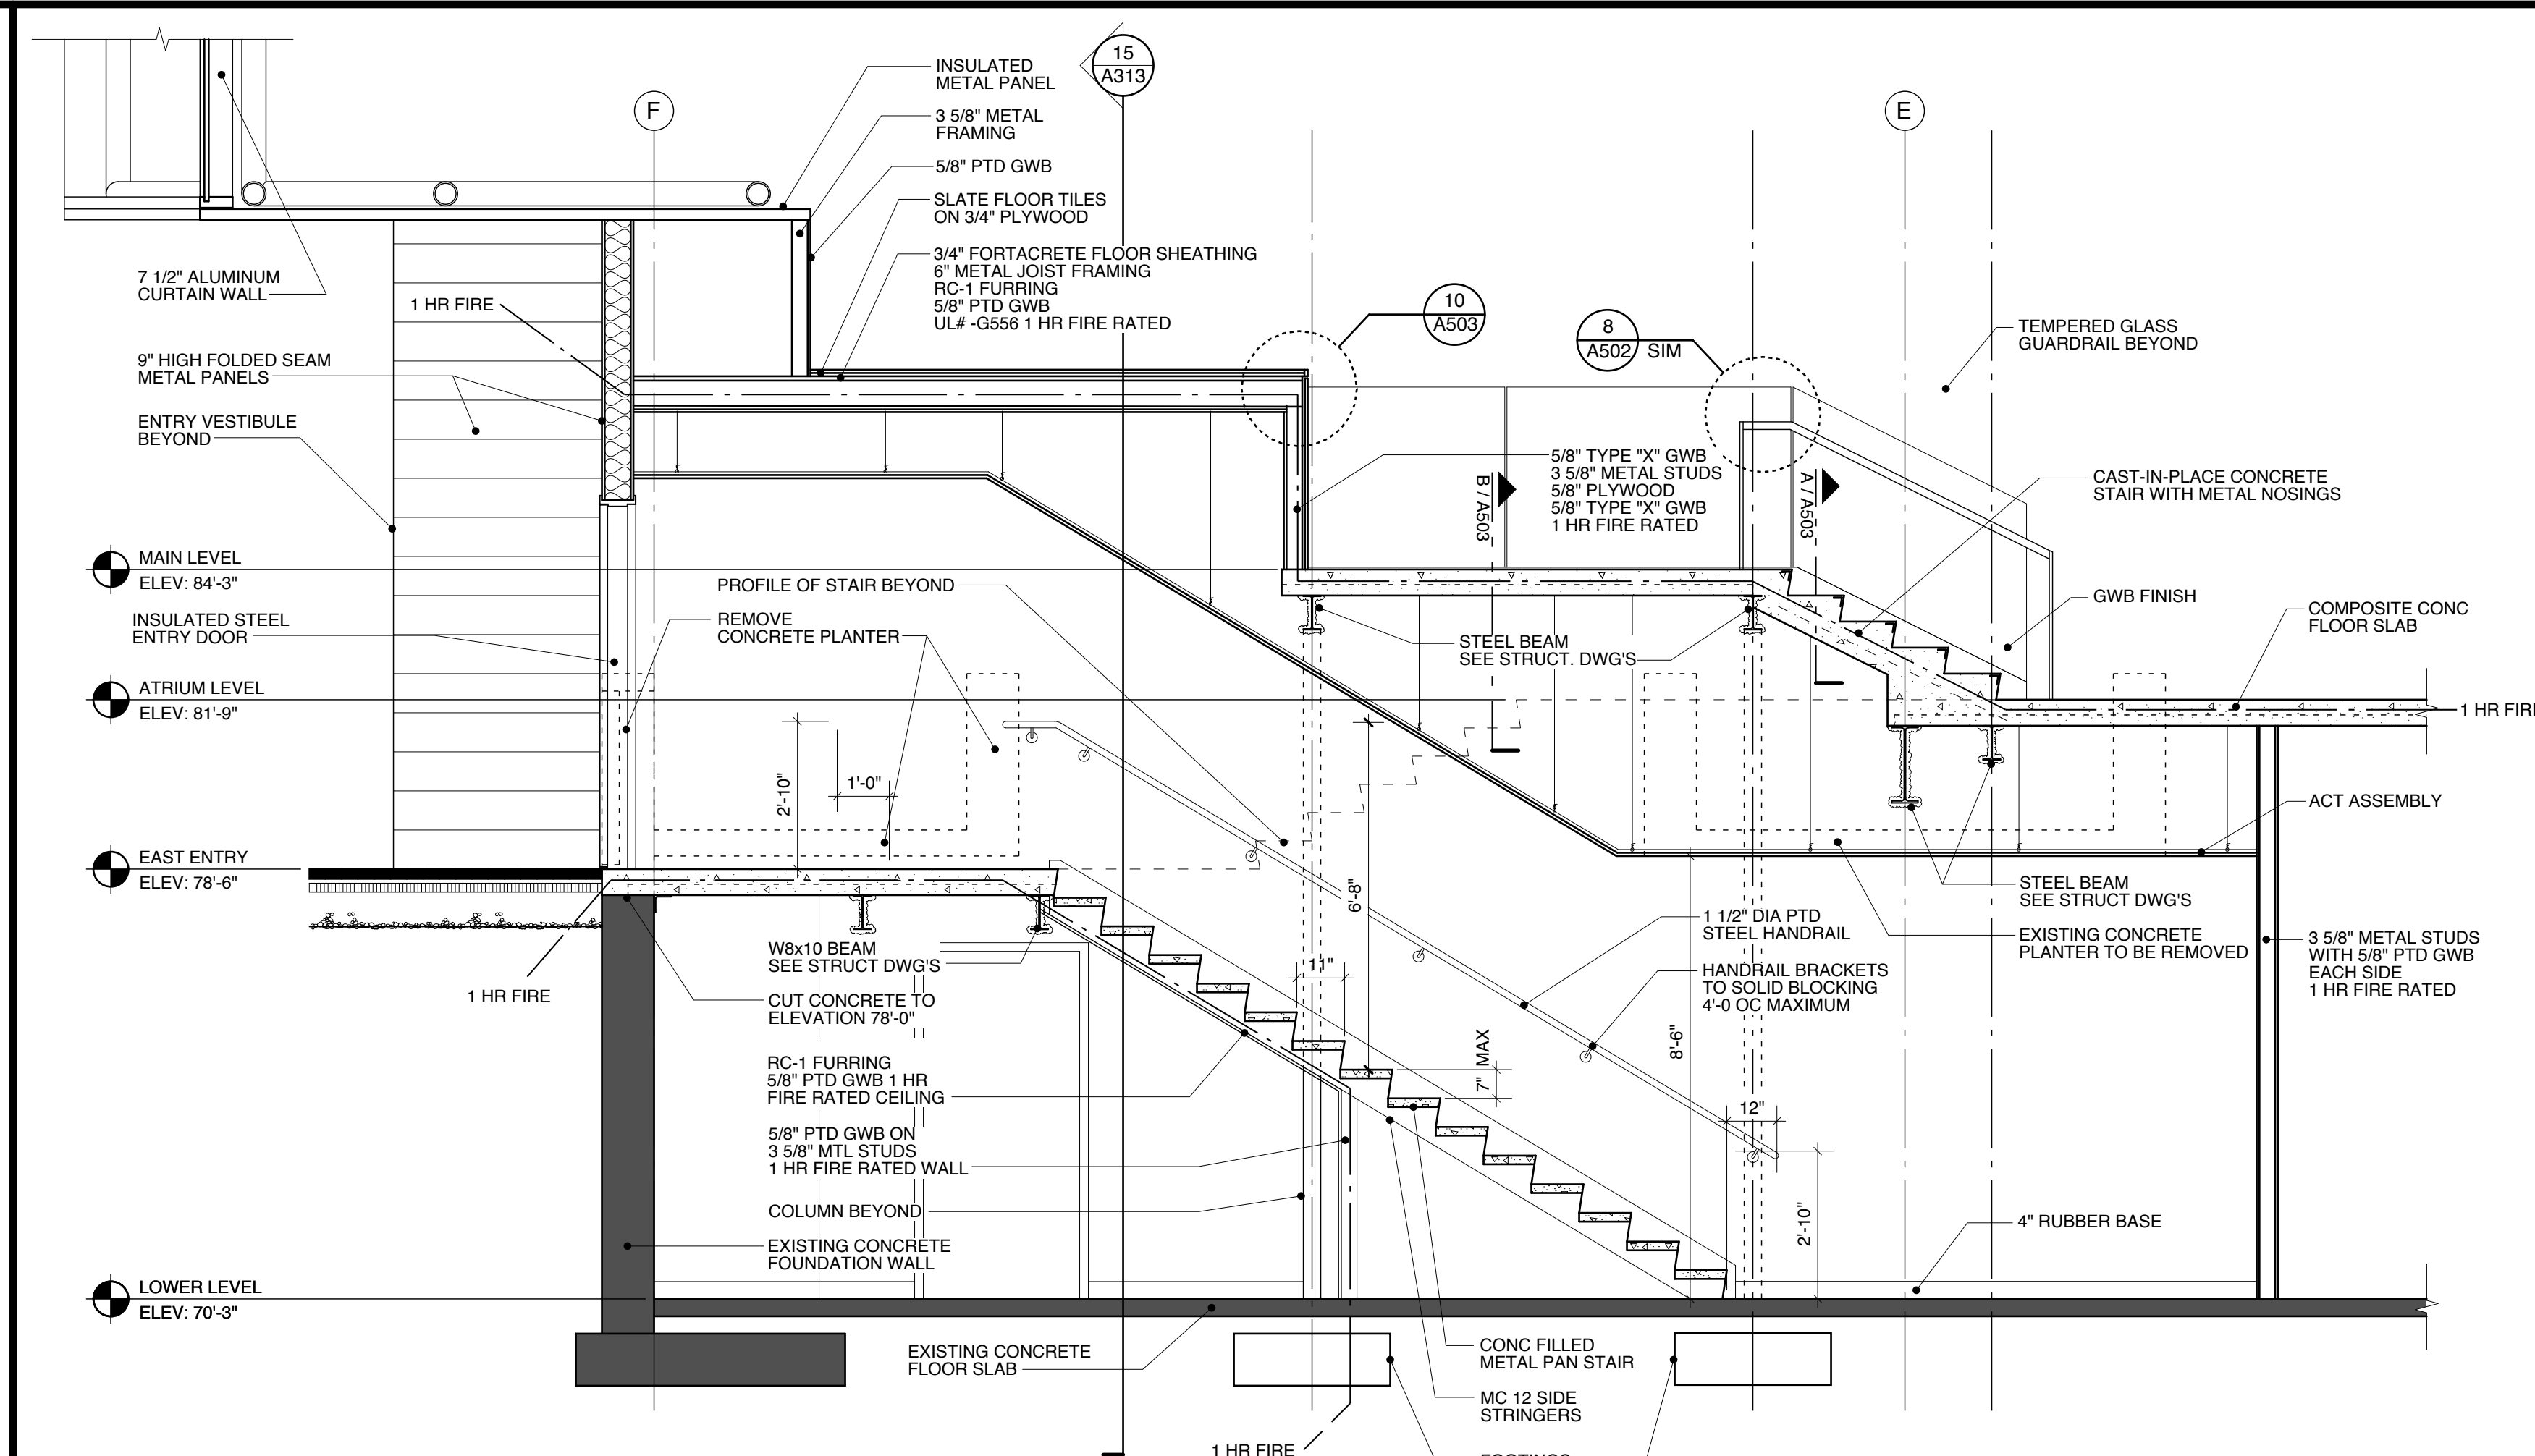 15
A313
INSULATED
METAL PANEL
F
E
3 5/8" METAL
FRAMING
5/8" PTD GWB
SLATE FLOOR TILES
ON 3/4" PLYWOOD
3/4" FORTACRETE FLOOR SHEATHING
6" METAL JOIST FRAMING
RC-1 FURRING
5/8" PTD GWB
UL# -G556 1 HR FIRE RATED
7 1/2" ALUMINUM
CURTAIN WALL
1 HR FIRE
10
A503
8
A502 SIM
TEMPERED GLASS
GUARDRAIL BEYOND
9" HIGH FOLDED SEAM
METAL PANELS
ENTRY VESTIBULE
BEYOND
5/8" TYPE "X" GWB
3 5/8" METAL STUDS
5/8" PLYWOOD
5/8" TYPE "X" GWB
1 HR FIRE RATED
B / A503
A / A503
CAST-IN-PLACE CONCRETE
STAIR WITH METAL NOSINGS
MAIN LEVEL
ELEV: 84'-3"
PROFILE OF STAIR BEYOND
GWB FINISH
COMPOSITE CONC
FLOOR SLAB
INSULATED STEEL
ENTRY DOOR
REMOVE
CONCRETE PLANTER
STEEL BEAM
SEE STRUCT. DWG'S
ATRIUM LEVEL
ELEV: 81'-9"
1 HR FIRE
2'-10"
1'-0"
ACT ASSEMBLY
EAST ENTRY
ELEV: 78'-6"
6'-8"
STEEL BEAM
SEE STRUCT DWG'S
1 1/2" DIA PTD
STEEL HANDRAIL
EXISTING CONCRETE
PLANTER TO BE REMOVED
3 5/8" METAL STUDS
WITH 5/8" PTD GWB
EACH SIDE
1 HR FIRE RATED
W8x10 BEAM
SEE STRUCT DWG'S
11"
HANDRAIL BRACKETS
TO SOLID BLOCKING
4'-0 OC MAXIMUM
1 HR FIRE
CUT CONCRETE TO
ELEVATION 78'-0"
7" MAX
8'-6"
RC-1 FURRING
5/8" PTD GWB 1 HR
FIRE RATED CEILING
12"
5/8" PTD GWB ON
3 5/8" MTL STUDS
1 HR FIRE RATED WALL
COLUMN BEYOND
2'-10"
4" RUBBER BASE
EXISTING CONCRETE
FOUNDATION WALL
LOWER LEVEL
ELEV: 70'-3"
EXISTING CONCRETE
FLOOR SLAB
CONC FILLED
METAL PAN STAIR
MC 12 SIDE
STRINGERS
1 HR FIRE
FOOTINGS